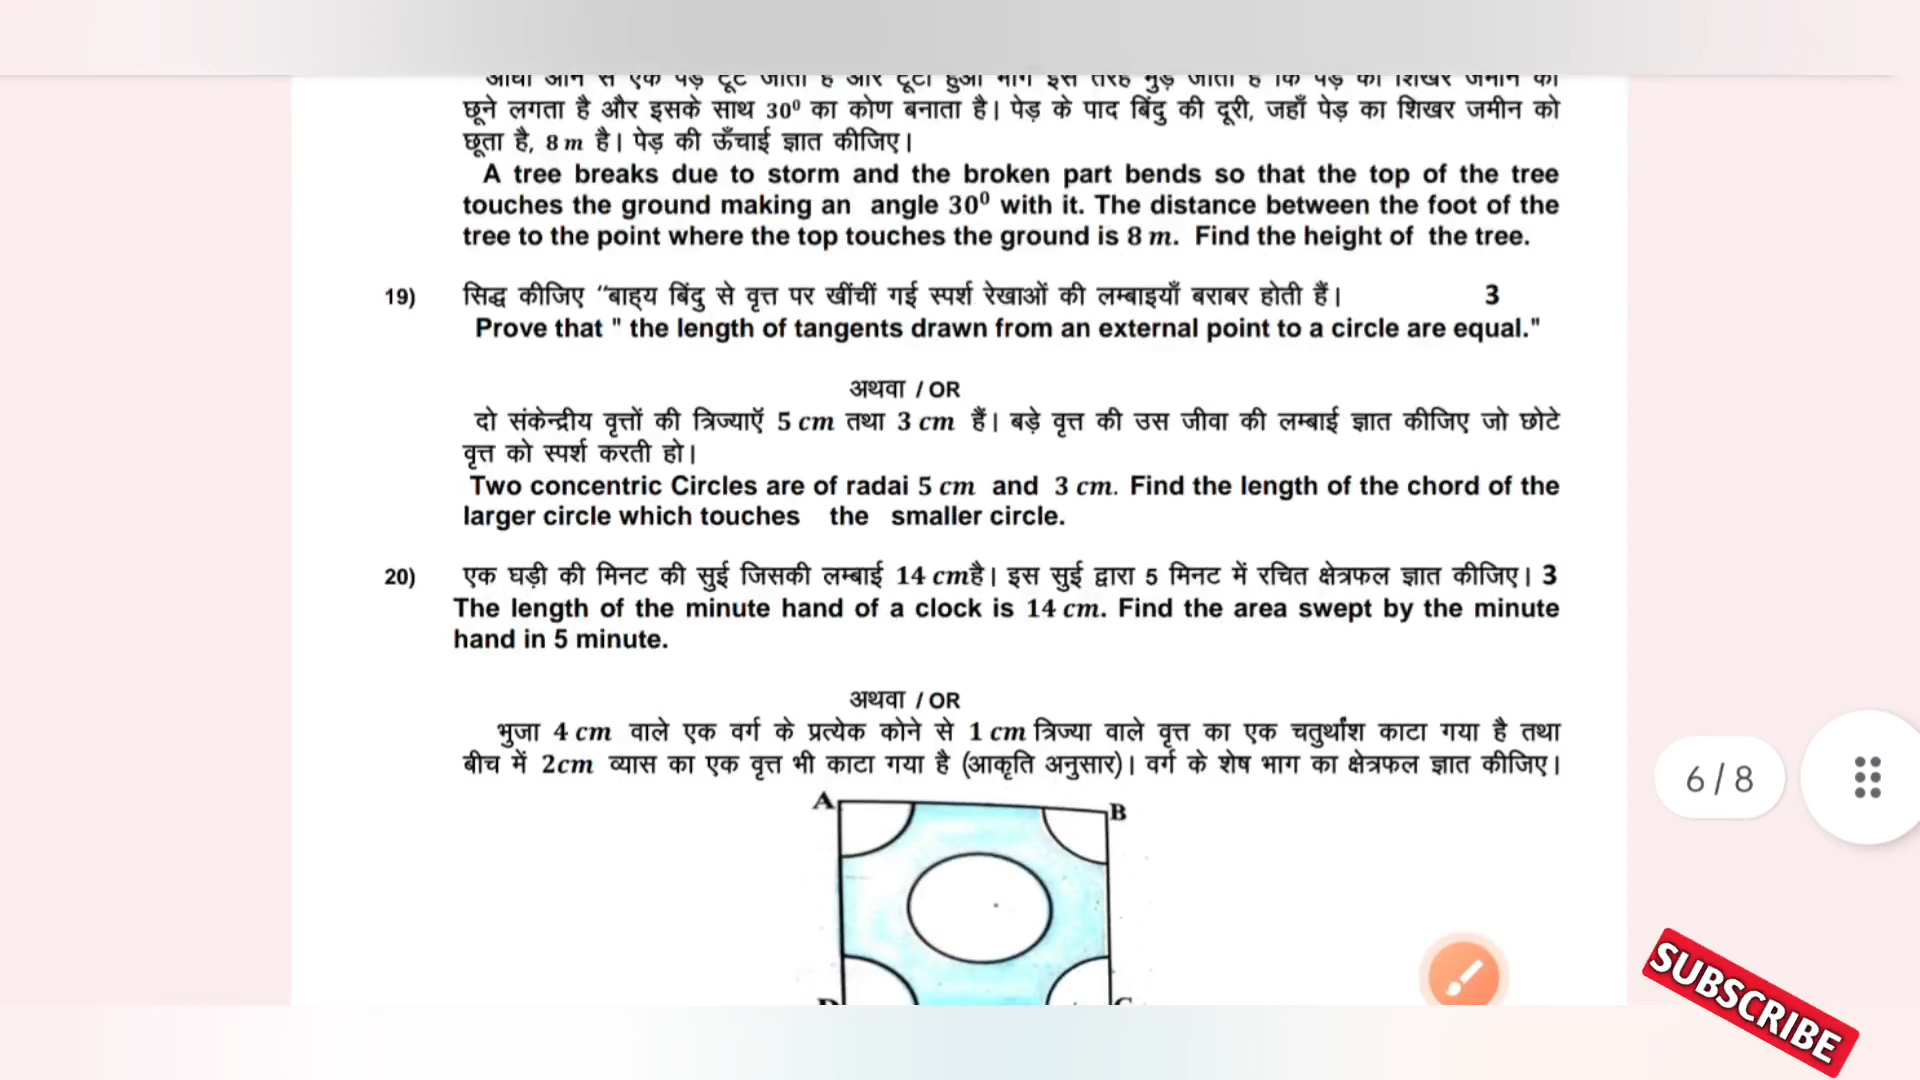 आंधी आने से एक पेड़ टूट जाता है और टूटा हुआ भाग इस तरह मुड़ जाता है कि पेड़ का शिखर जमीन को
छूने लगता है और इसके साथ 30⁰ का कोण बनाता है। पेड़ के पाद बिंदु की दूरी, जहाँ पेड़ का शिखर जमीन को
छूता है, 8 m है। पेड़ की ऊँचाई ज्ञात कीजिए।
A tree breaks due to storm and the broken part bends so that the top of the tree
touches the ground making an angle 30⁰ with it. The distance between the foot of the
tree to the point where the top touches the ground is 8 m. Find the height of the tree.
19) सिद्ध कीजिए "बाह्य बिंदु से वृत्त पर खींचीं गई स्पर्श रेखाओं की लम्बाइयाँ बराबर होती हैं। 3
Prove that " the length of tangents drawn from an external point to a circle are equal."
अथवा / OR
दो संकेन्द्रीय वृत्तों की त्रिज्याएँ 5 cm तथा 3 cm हैं। बड़े वृत्त की उस जीवा की लम्बाई ज्ञात कीजिए जो छोटे
वृत्त को स्पर्श करती हो।
Two concentric Circles are of radai 5 cm and 3 cm. Find the length of the chord of the
larger circle which touches the smaller circle.
20) एक घड़ी की मिनट की सुई जिसकी लम्बाई 14 cmहै। इस सुई द्वारा 5 मिनट में रचित क्षेत्रफल ज्ञात कीजिए। 3
The length of the minute hand of a clock is 14 cm. Find the area swept by the minute
hand in 5 minute.
अथवा / OR
भुजा 4 cm वाले एक वर्ग के प्रत्येक कोने से 1 cm त्रिज्या वाले वृत्त का एक चतुर्थांश काटा गया है तथा
बीच में 2cm व्यास का एक वृत्त भी काटा गया है (आकृति अनुसार)। वर्ग के शेष भाग का क्षेत्रफल ज्ञात कीजिए।
6 / 8
A
B
SUBSCRIBE